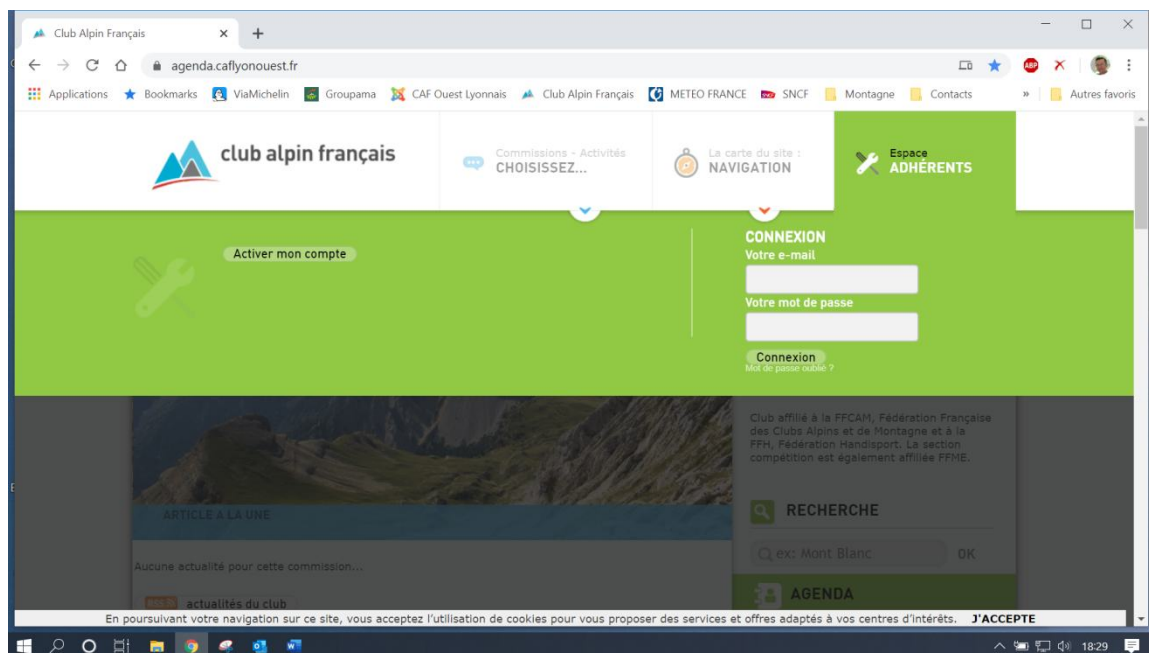 Club Alpin Français
agenda.caflyonouest.fr
ABP
Applications Bookmarks ViaMichelin Groupama CAF Ouest Lyonnais Club Alpin Français METEO FRANCE SNCF Montagne Contacts » Autres favoris
club alpin français
Commissions - Activités
CHOISISSEZ...
La carte du site :
NAVIGATION
Espace
ADHÉRENTS
Activer mon compte
CONNEXION
Votre e-mail
Votre mot de passe
Connexion
Mot de passe oublié ?
Club affilié à la FFCAM, Fédération Française
des Clubs Alpins et de Montagne et à la
FFH, Fedération Handisport. La section
compétition est également affiliée FFME.
ARTICLE A LA UNE
RECHERCHE
ex: Mont Blanc OK
Aucune actualité pour cette commission...
actualités du club
AGENDA
En poursuivant votre navigation sur ce site, vous acceptez l'utilisation de cookies pour vous proposer des services et offres adaptés à vos centres d'intérêts. J'ACCEPTE
18:29